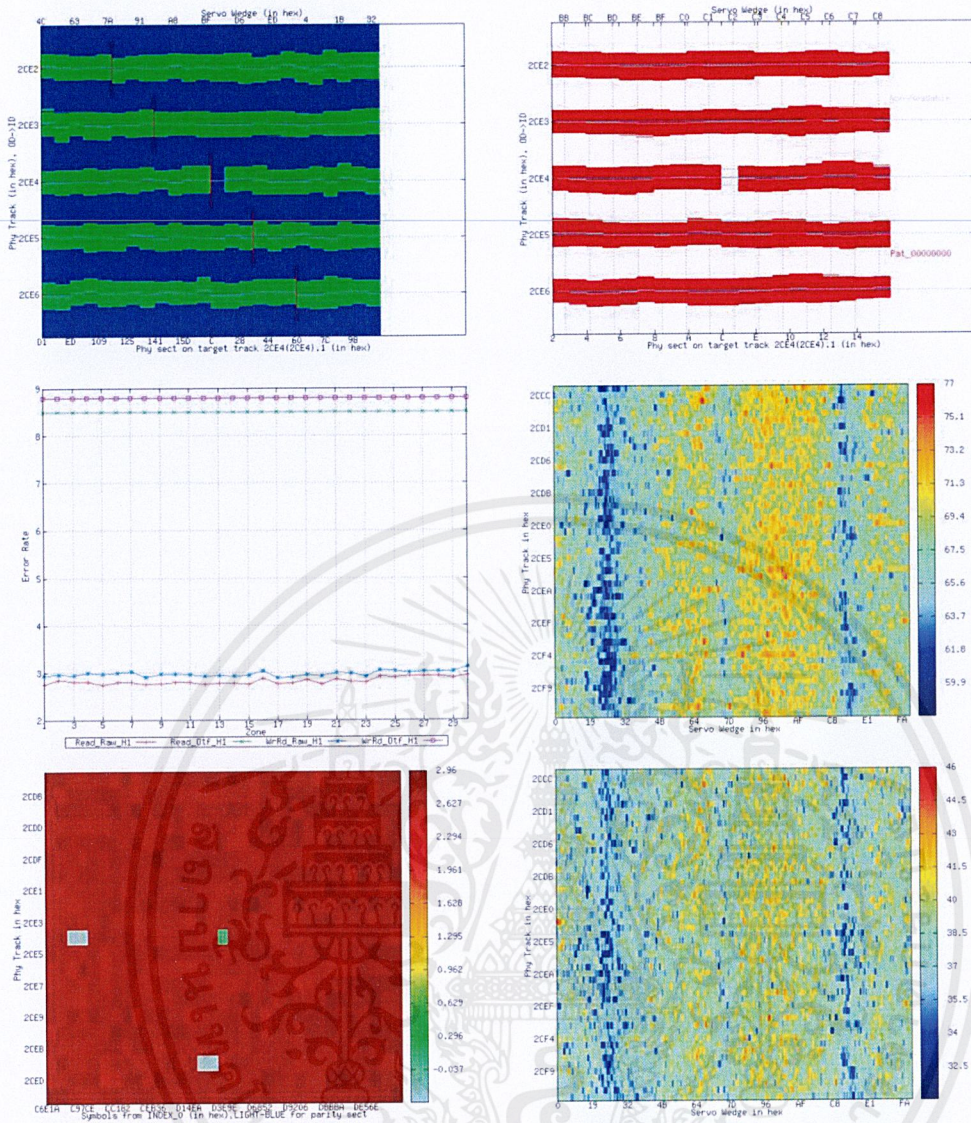 Servo Wedge (in hex)
4C 63 7A 91 A8 BF D6 ED 4 1B 32
Phy Track (in hex), OD->ID
2CE2
2CE3
2CE4
2CE5
2CE6
D1 ED 109 125 141 15D C 28 44 60 7C 98
Phy sect on target track 2CE4(2CE4).1 (in hex)
Servo Wedge (in hex)
BB BC BD BE BF C0 C1 C2 C3 C4 C5 C6 C7 C8
Phy Track (in hex), OD->ID
2CE2
2CE3
2CE4
2CE5
2CE6
Pat_00000000
2 4 6 8 A C E 10 12 14
Phy sect on target track 2CE4(2CE4).1 (in hex)
Error Rate
9
8
7
6
5
4
3
2
1 3 5 7 9 11 13 15 17 19 21 23 25 27 29
Zone
Read_Raw_H1 Read_Otf_H1 WrRd_Raw_H1 WrRd_Otf_H1
Phy Track in hex
2CCC
2CD1
2CD6
2CDB
2CE0
2CE5
2CEA
2CEF
2CF4
2CF9
0 19 32 4B 64 7D 96 AF C8 E1 FA
Servo Wedge in hex
77
75.1
73.2
71.3
69.4
67.5
65.6
63.7
61.8
59.9
Phy Track in hex
2CDB
2CDD
2CDF
2CE1
2CE3
2CE5
2CE7
2CE9
2CEB
2CED
C6E1A C97CE CC182 CEB36 D14EA D3E9E D6852 D9206 DBBBA DE56E
Symbols from INDEX_0 (in hex),LIGHT-BLUE for parity sect
2.96
2.627
2.294
1.961
1.628
1.295
0.962
0.629
0.296
-0.037
Phy Track in hex
2CCC
2CD1
2CD6
2CDB
2CE0
2CE5
2CEA
2CEF
2CF4
2CF9
0 19 32 4B 64 7D 96 AF C8 E1 FA
Servo Wedge in hex
46
44.5
43
41.5
40
38.5
37
35.5
34
32.5